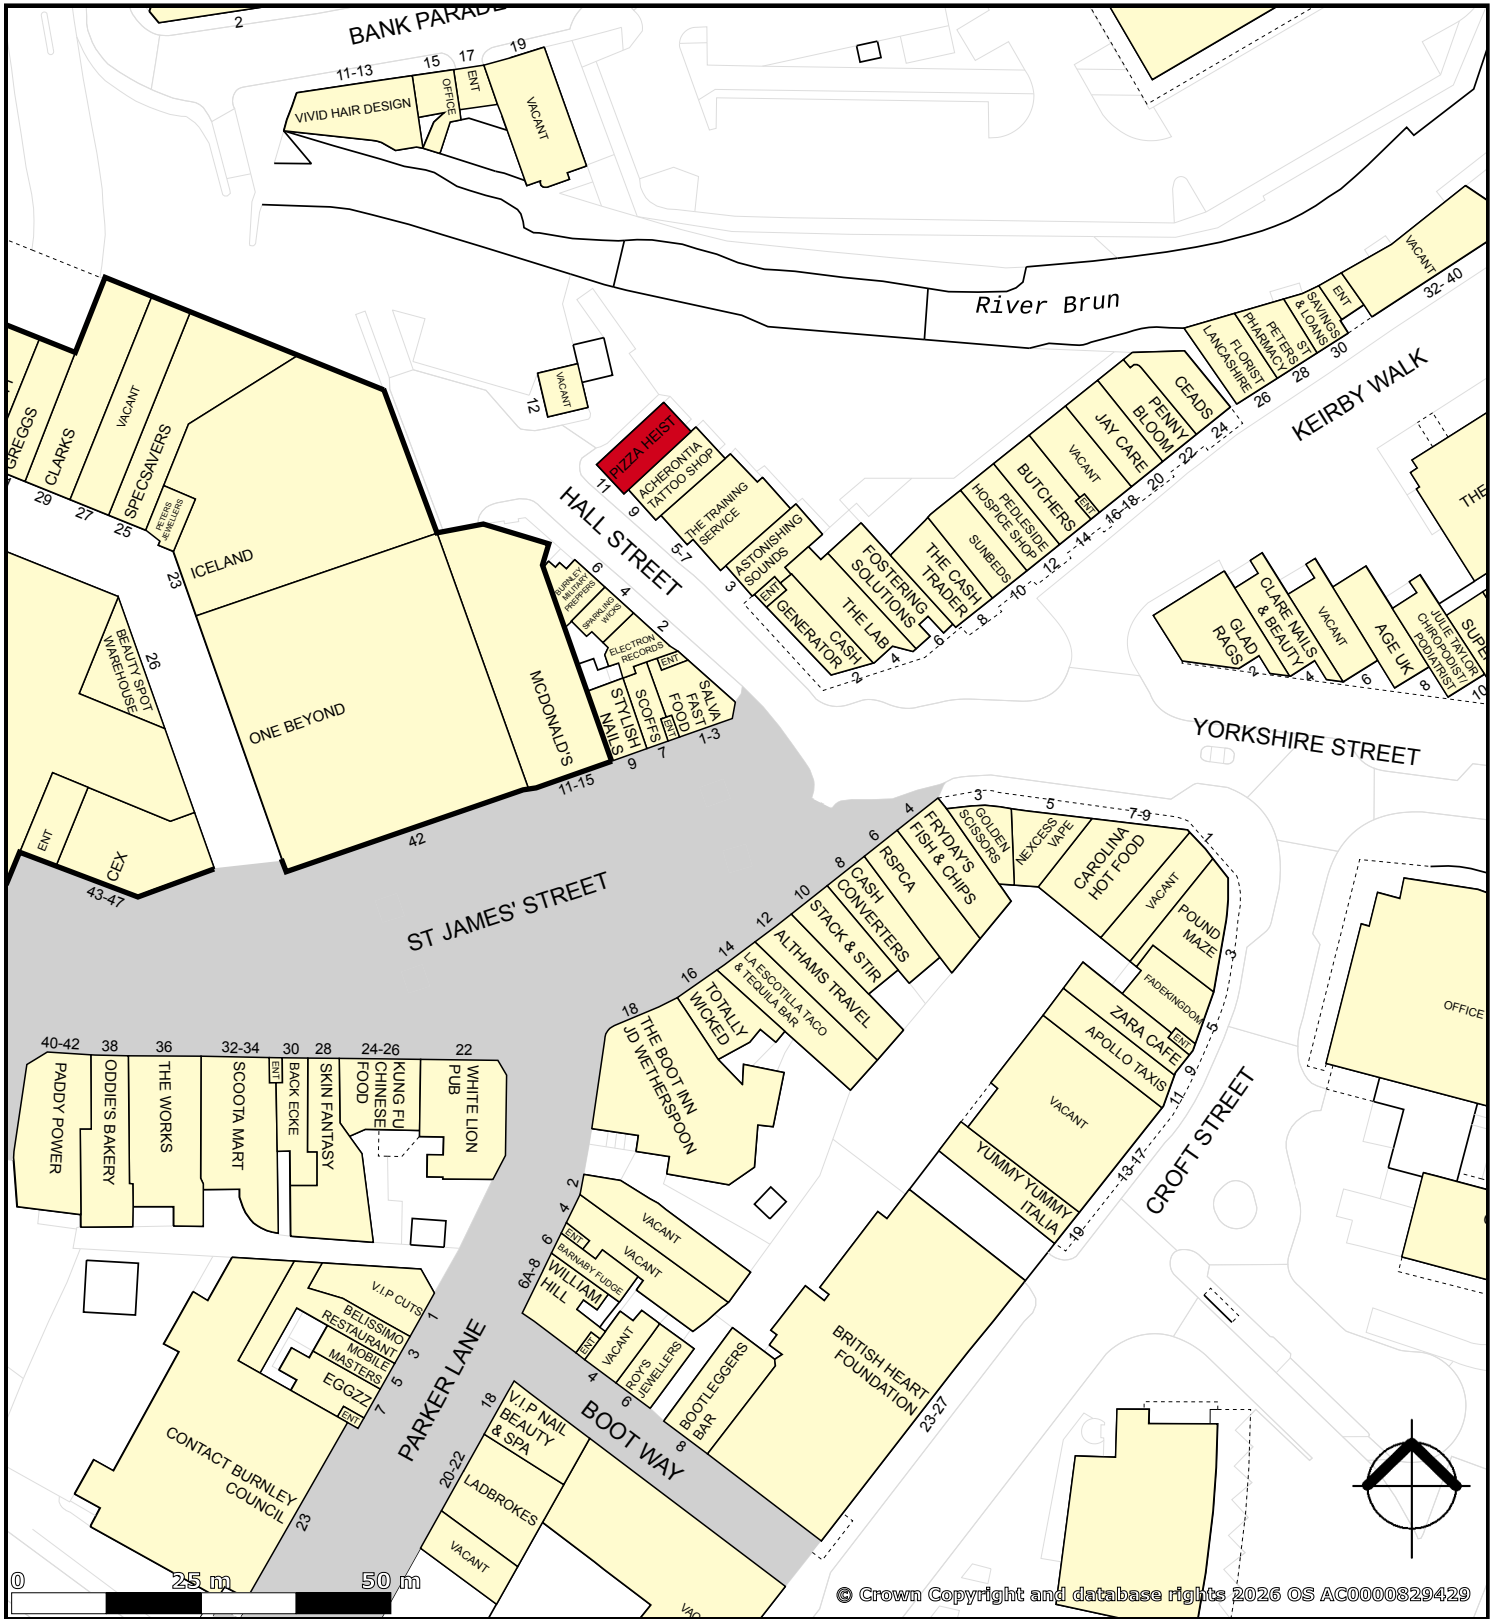 2
BANK PARADE
11-13
15
17
19
VIVID HAIR DESIGN
OFFICE
ENT
VACANT
River Brun
VACANT
32- 40
ENT
SAVINGS
& LOANS
30
PETERS ST
PHARMACY
28
FLORIST
LANCASHIRE
26
KEIRBY WALK
CEADS
24
PENNY
BLOOM
22
JAY CARE
20
VACANT
ENT
16-18
BUTCHERS
14
PEDLESIDE
HOSPICE SHOP
12
SUNBEDS
10
THE CASH
TRADER
8
FOSTERING
SOLUTIONS
6
THE LAB
4
CASH
GENERATOR
2
ENT
VACANT
12
PIZZA HEIST
11
ACHERONTIA
TATTOO SHOP
9
THE TRAINING
SERVICE
5-7
ASTONISHING
SOUNDS
3
HALL STREET
GREGGS
CLARKS
29
VACANT
27
SPECSAVERS
25
PETERS
JEWELLERS
ICELAND
23
ONE BEYOND
42
MCDONALD'S
11-15
BURNLEY
MILITARY
PREPPERS
6
SPARKLING
WICKS
4
ELECTRON
RECORDS
2
ENT
STYLISH
NAILS
9
SCOFFS
7
ENT
SALVA
FAST
FOOD
1-3
BEAUTY SPOT
WAREHOUSE
26
ENT
CEX
43-47
THE
GLAD
RAGS
2
CLARE NAILS
& BEAUTY
4
VACANT
6
AGE UK
8
JULIE TAYLOR
CHIROPODIST/
PODIATRIST
10
SUPE
YORKSHIRE STREET
ST JAMES' STREET
4
FRYDAY'S
FISH & CHIPS
6
RSPCA
8
CASH
CONVERTERS
10
STACK & STIR
12
ALTHAMS TRAVEL
14
LA ESCOTILLA TACO
& TEQUILA BAR
16
TOTALLY
WICKED
18
THE BOOT INN
JD WETHERSPOON
3
GOLDEN
SCISSORS
5
NEXCESS
VAPE
7-9
CAROLINA
HOT FOOD
1
VACANT
POUND
MAZE
3
FADEKINGDOM
5
ENT
ZARA CAFE
9
APOLLO TAXIS
11
VACANT
13-17
YUMMY YUMMY
ITALIA
19
CROFT STREET
OFFICE
40-42
38
36
32-34
30
28
24-26
22
PADDY POWER
ODDIE'S BAKERY
THE WORKS
SCOOTA MART
ENT
BACK ECKE
SKIN FANTASY
KUNG FU
CHINESE
FOOD
WHITE LION
PUB
2
VACANT
4
VACANT
ENT
6
BARNABY FUDGE
6A-8
WILLIAM
HILL
ENT
VACANT
4
ROY'S
JEWELLERS
6
BOOTLEGGERS
BAR
8
BRITISH HEART
FOUNDATION
23-27
V.I.P CUTS
1
BELISSIMO
RESTAURANT
3
MOBILE
MASTERS
5
EGGZZ
7
ENT
CONTACT BURNLEY
COUNCIL
23
PARKER LANE
BOOT WAY
18
V.I.P NAIL
BEAUTY
& SPA
20-22
LADBROKES
VACANT
0
25 m
50 m
© Crown Copyright and database rights 2026 OS AC0000829429